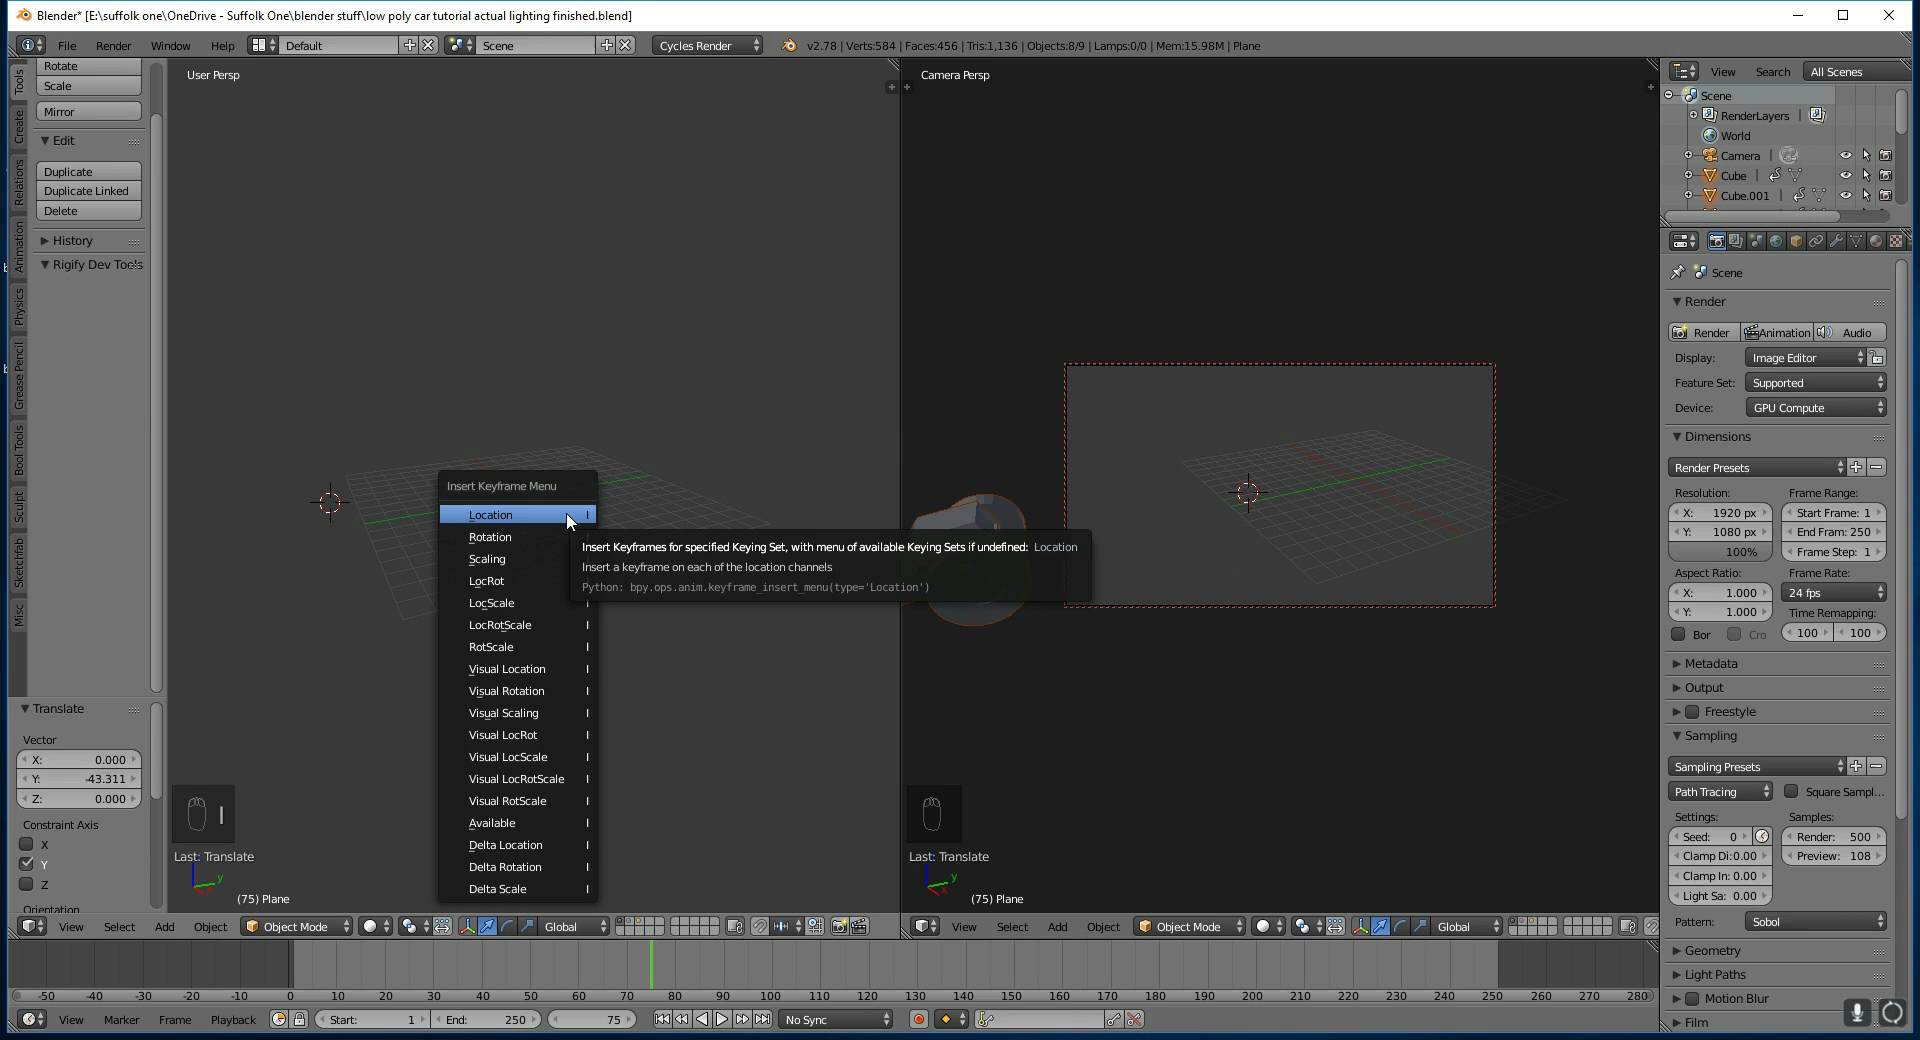 Blender* [E:\suffolk one\OneDrive - Suffolk One\blender stuff\low poly car tutorial actual lighting finished.blend]
File Render Window Help Default Scene Cycles Render v2.78 | Verts:584 | Faces:456 | Tris:1,136 | Objects:8/9 | Lamps:0/0 | Mem:15.98M | Plane
Tools
Create
Relations
Animation
Physics
Grease Pencil
Bool Tools
Sculpt
Sketchfab
Misc
Rotate
Scale
Mirror
Edit
Duplicate
Duplicate Linked
Delete
History
Rigify Dev Tools
Translate
Vector
X: 0.000
Y: -43.311
Z: 0.000
Constraint Axis
X
Y
Z
Orientation
User Persp
Insert Keyframe Menu
Location I
Rotation
Scaling
LocRot
LocScale I
LocRotScale I
RotScale I
Visual Location I
Visual Rotation I
Visual Scaling I
Visual LocRot I
Visual LocScale I
Visual LocRotScale I
Visual RotScale I
Available I
Delta Location I
Delta Rotation I
Delta Scale I
Insert Keyframes for specified Keying Set, with menu of available Keying Sets if undefined: Location
Insert a keyframe on each of the location channels
Python: bpy.ops.anim.keyframe_insert_menu(type='Location')
I
Last: Translate
y
(75) Plane
View Select Add Object Object Mode Global
Camera Persp
Last: Translate
y
x
(75) Plane
View Select Add Object Object Mode Global
-50 -40 -30 -20 -10 0 10 20 30 40 50 60 70 80 90 100 110 120 130 140 150 160 170 180 190 200 210 220 230 240 250 260 270 280
View Marker Frame Playback Start: 1 End: 250 75 No Sync
View Search All Scenes
Scene
RenderLayers |
World
Camera |
Cube |
Cube.001 |
Scene
Render
Render Animation Audio
Display: Image Editor
Feature Set: Supported
Device: GPU Compute
Dimensions
Render Presets
Resolution: Frame Range:
X: 1920 px Start Frame: 1
Y: 1080 px End Fram: 250
100% Frame Step: 1
Aspect Ratio: Frame Rate:
X: 1.000 24 fps
Y: 1.000 Time Remapping:
Bor Cro 100 100
Metadata
Output
Freestyle
Sampling
Sampling Presets
Path Tracing Square Sampl...
Settings: Samples:
Seed: 0 Render: 500
Clamp Di:0.00 Preview: 108
Clamp In: 0.00
Light Sa: 0.00
Pattern: Sobol
Geometry
Light Paths
Motion Blur
Film